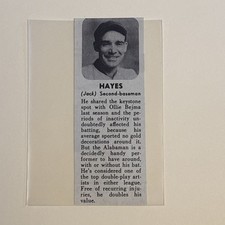 HAYES
(Jack) Second-baseman
He shared the keystone
spot with Ollie Bejma
last season and the pe-
riods of inactivity un-
doubtedly affected his
batting, because his
average sported no gold
decorations around it.
But the Alabaman is a
decidedly handy per-
former to have around,
with or without his bat.
He's considered one of
the top double-play art-
ists in either league.
Free of recurring inju-
ries, he doubles his
value.